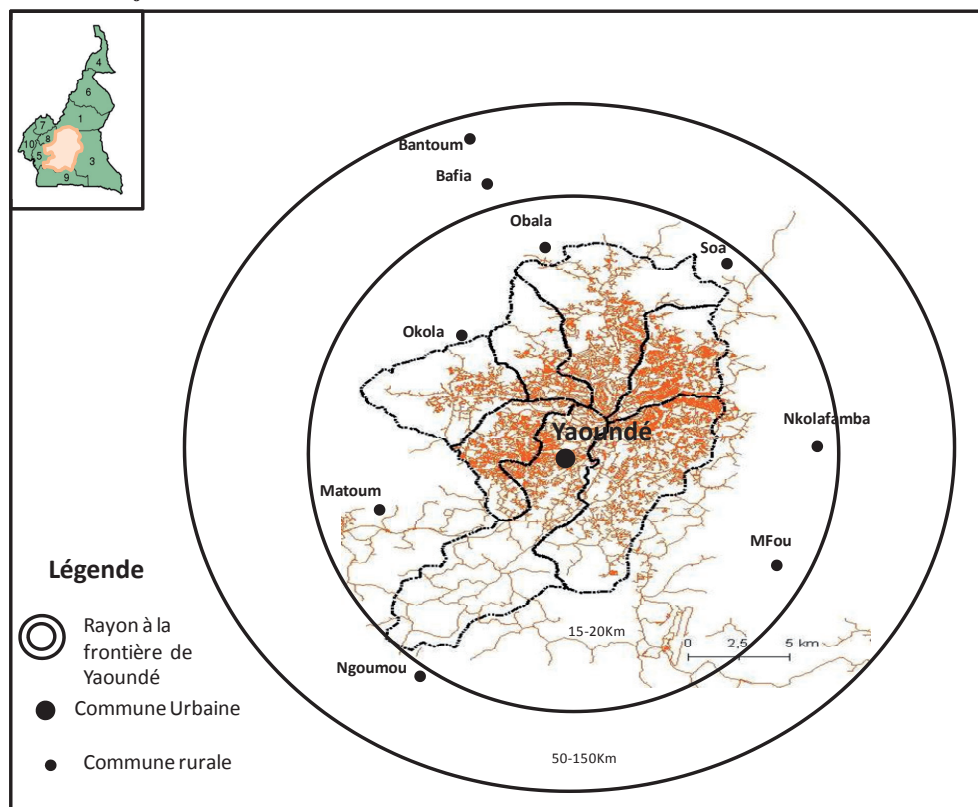 4
6
1
7
8
10
5
3
9
Bantoum
Bafia
Obala
Soa
Okola
Nkolafamba
Yaoundé
Matoum
MFou
Légende
Rayon à la
frontière de
Yaoundé
Commune Urbaine
Commune rurale
15-20Km
0 2,5 5 km
Ngoumou
50-150Km